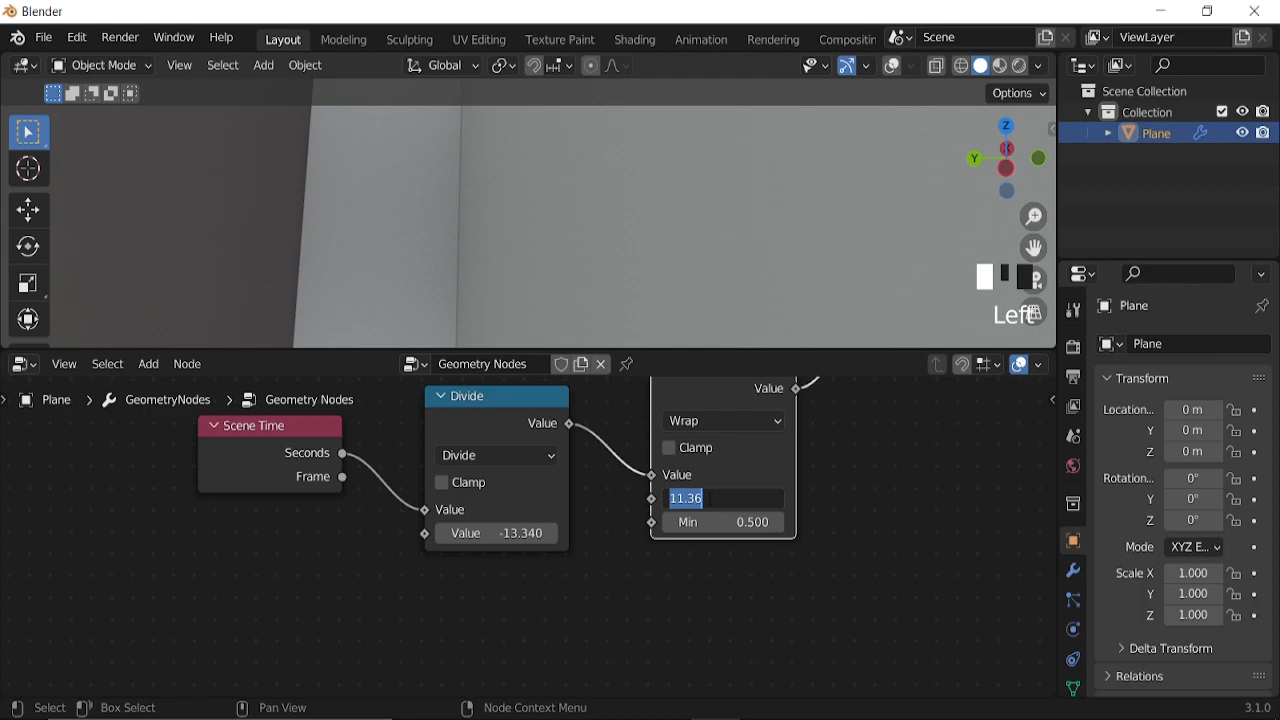 Blender
File Edit Render Window Help Layout Modeling Sculpting UV Editing Texture Paint Shading Animation Rendering Compositin Scene ViewLayer
Object Mode View Select Add Object Global
Options
Scene Collection
Collection
Plane
Z
X
Y
Left
Plane
Plane
Transform
Location... 0 m
Y 0 m
Z 0 m
Rotation... 0°
Y 0°
Z 0°
Mode XYZ E...
Scale X 1.000
Y 1.000
Z 1.000
Delta Transform
Relations
View Select Add Node Geometry Nodes
Plane GeometryNodes Geometry Nodes
Scene Time
Seconds
Frame
Divide
Value
Divide
Clamp
Value
Value -13.340
Value
Wrap
Clamp
Value
11.36
Min 0.500
Select Box Select Pan View Node Context Menu 3.1.0